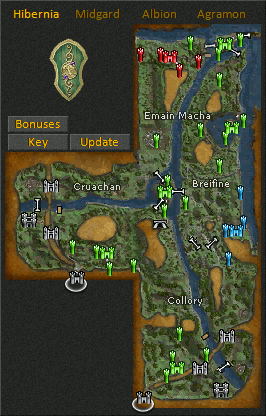 Hibernia Midgard Albion Agramon
Emain Macha
Bonuses
Key Update
Cruachan Breifine
Collory